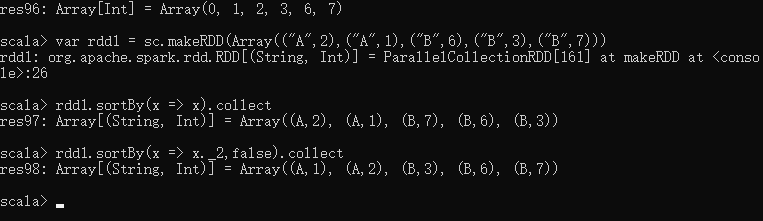 res96: Array[Int] = Array(0, 1, 2, 3, 6, 7)
scala> var rdd1 = sc.makeRDD(Array(("A",2),("A",1),("B",6),("B",3),("B",7)))
rdd1: org.apache.spark.rdd.RDD[(String, Int)] = ParallelCollectionRDD[161] at makeRDD at <conso
le>:26
scala> rdd1.sortBy(x => x).collect
res97: Array[(String, Int)] = Array((A,2), (A,1), (B,7), (B,6), (B,3))
scala> rdd1.sortBy(x => x._2,false).collect
res98: Array[(String, Int)] = Array((A,1), (A,2), (B,3), (B,6), (B,7))
scala>